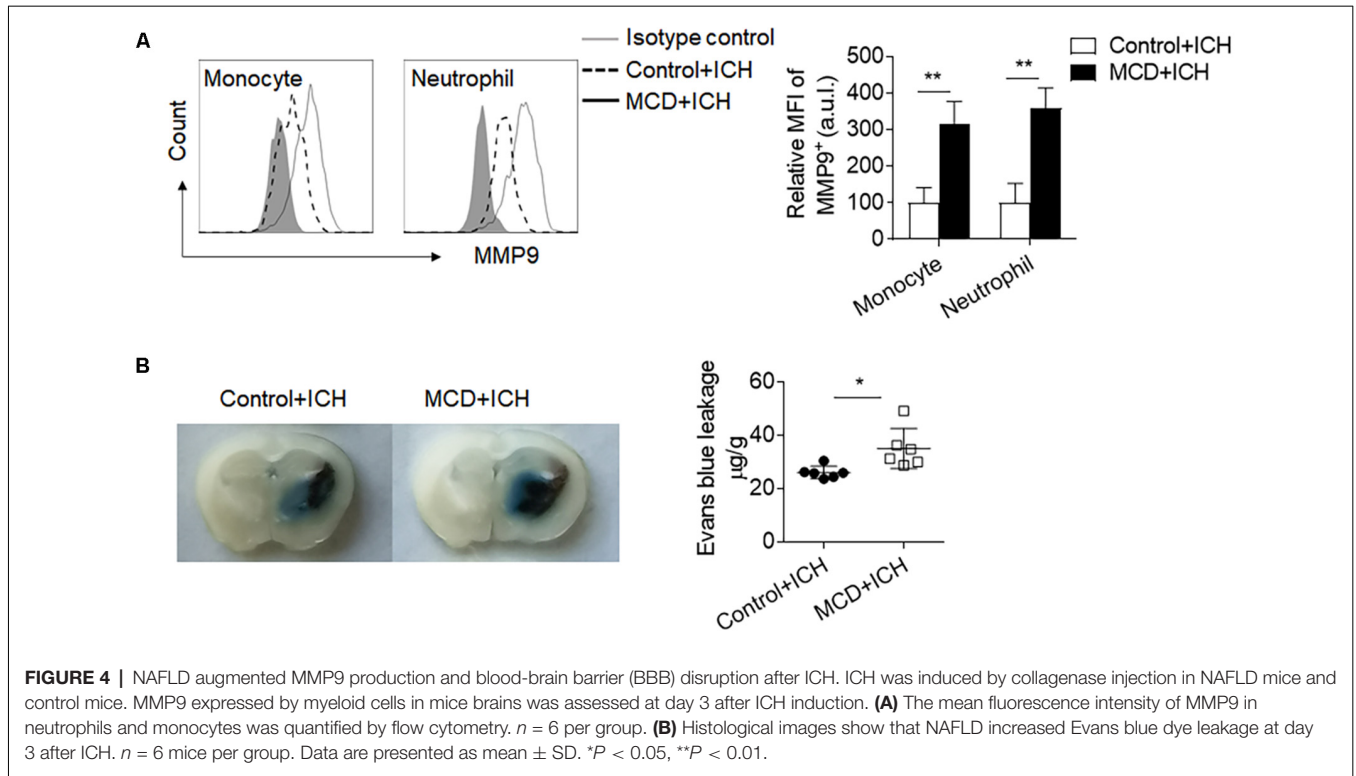 A
Isotype control
Control+ICH
MCD+ICH
Monocyte
Neutrophil
Count
MMP9
Relative MFI of
MMP9+ (a.u.l.)
500
400
300
200
100
0
**
**
Monocyte
Neutrophil
Control+ICH
MCD+ICH
B
Control+ICH
MCD+ICH
Evans blue leakage
µg/g
60
40
20
0
*
Control+ICH
MCD+ICH
FIGURE 4 | NAFLD augmented MMP9 production and blood-brain barrier (BBB) disruption after ICH. ICH was induced by collagenase injection in NAFLD mice and
control mice. MMP9 expressed by myeloid cells in mice brains was assessed at day 3 after ICH induction. (A) The mean fluorescence intensity of MMP9 in
neutrophils and monocytes was quantified by flow cytometry. n = 6 per group. (B) Histological images show that NAFLD increased Evans blue dye leakage at day
3 after ICH. n = 6 mice per group. Data are presented as mean ± SD. *P < 0.05, **P < 0.01.